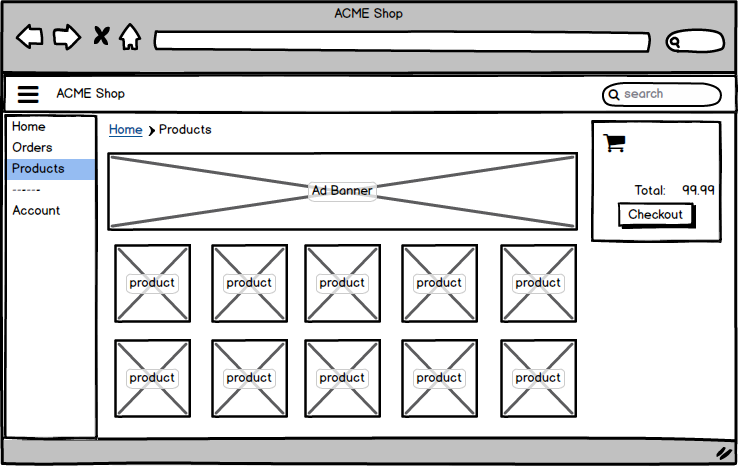 ACME Shop
ACME Shop
search
Home
Orders
Products
------
Account
Home > Products
Ad Banner
product product product product product
product product product product product
Total: 99.99
Checkout